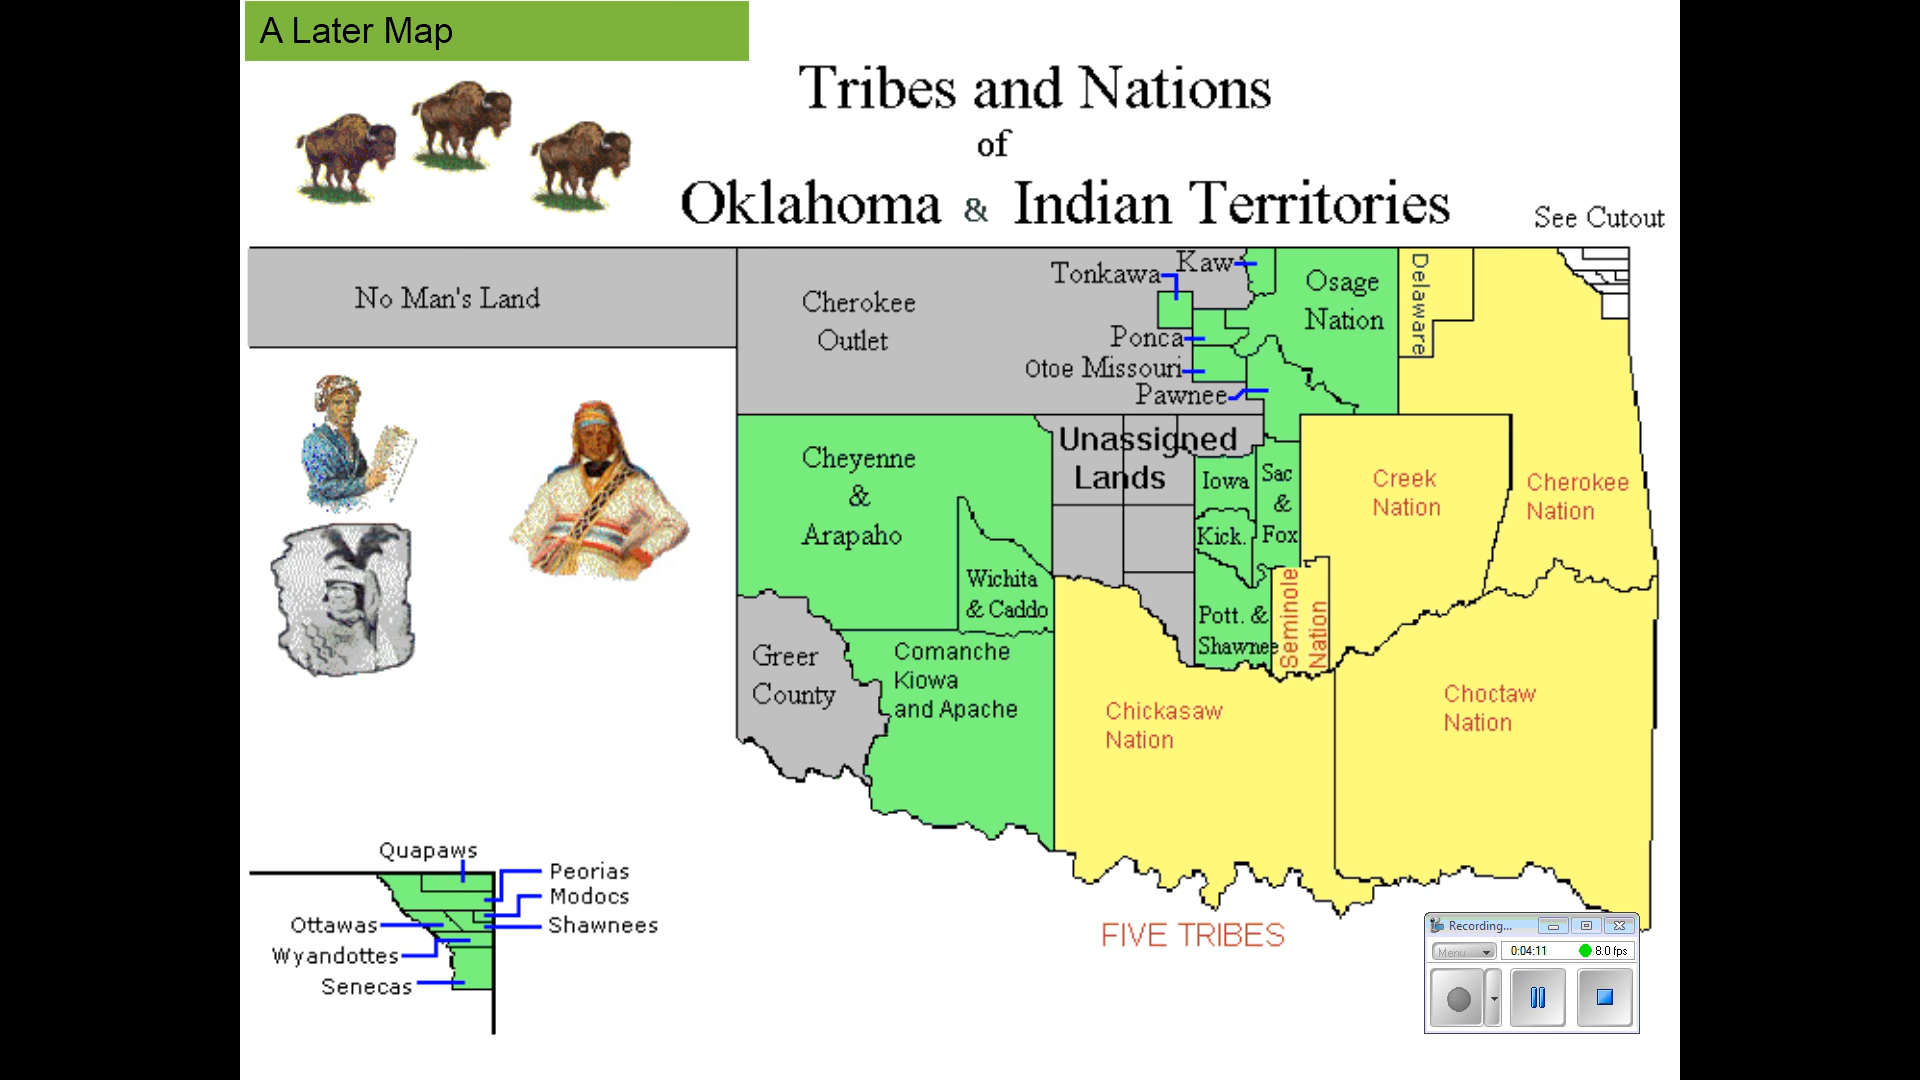 A Later Map
Tribes and Nations
of
Oklahoma & Indian Territories
See Cutout
No Man's Land
Cherokee
Outlet
Tonkawa
Kaw
Ponca
Otoe Missouri
Pawnee
Osage
Nation
Delaware
Cheyenne
&
Arapaho
Unassigned
Lands
Iowa
Sac
&
Fox
Kick.
Creek
Nation
Cherokee
Nation
Wichita
& Caddo
Pott. &
Shawnee
Seminole
Nation
Greer
County
Comanche
Kiowa
and Apache
Chickasaw
Nation
Choctaw
Nation
FIVE TRIBES
Quapaws
Peorias
Modocs
Shawnees
Ottawas
Wyandottes
Senecas
Recording...
Menu
0:04:11
8.0 fps